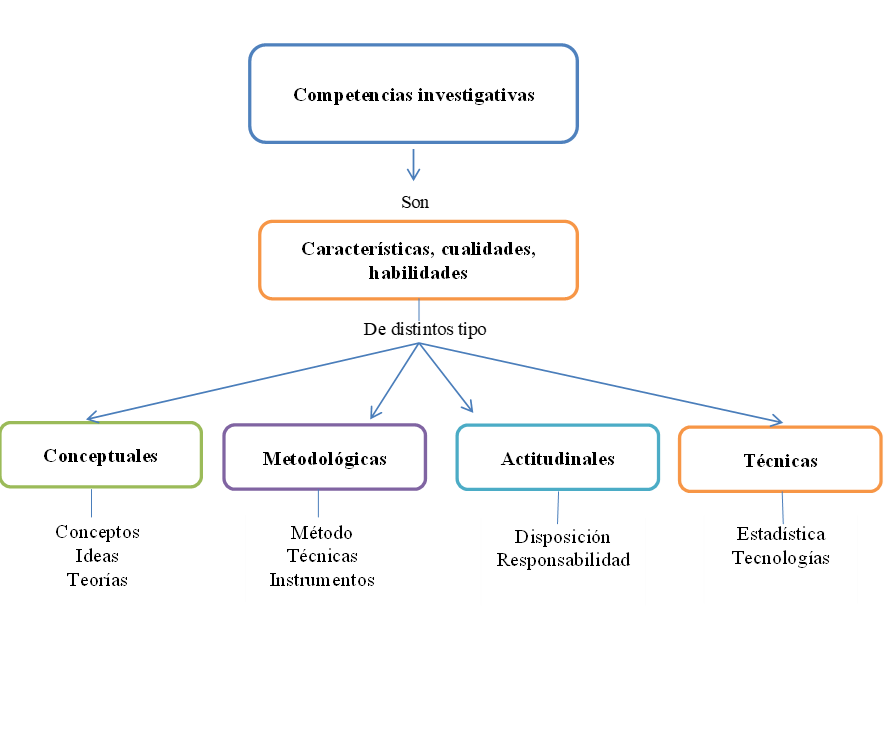 Competencias investigativas
Son
Características, cualidades,
habilidades
De distintos tipo
Conceptuales
Metodológicas
Actitudinales
Técnicas
Conceptos
Ideas
Teorías
Método
Técnicas
Instrumentos
Disposición
Responsabilidad
Estadística
Tecnologías